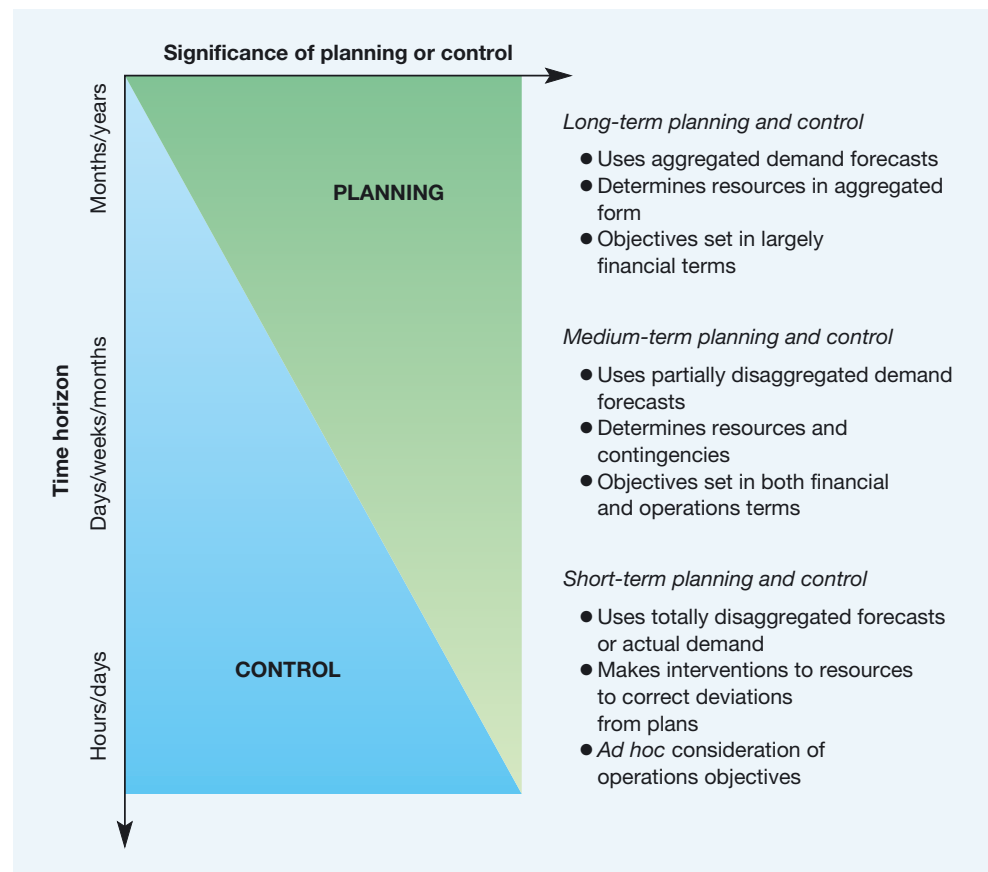 Significance of planning or control
Months/years
PLANNING
Long-term planning and control
● Uses aggregated demand forecasts
● Determines resources in aggregated
form
● Objectives set in largely
financial terms
Time horizon
Days/weeks/months
Medium-term planning and control
● Uses partially disaggregated demand
forecasts
● Determines resources and
contingencies
● Objectives set in both financial
and operations terms
Hours/days
CONTROL
Short-term planning and control
● Uses totally disaggregated forecasts
or actual demand
● Makes interventions to resources
to correct deviations
from plans
● Ad hoc consideration of
operations objectives